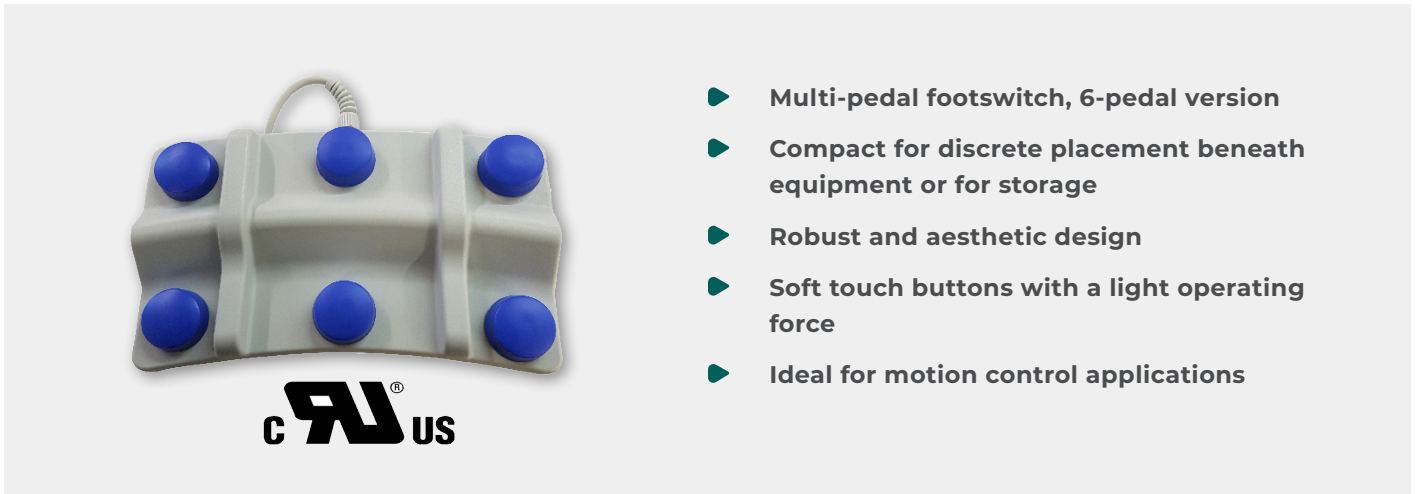 Multi-pedal footswitch, 6-pedal version
Compact for discrete placement beneath
equipment or for storage
Robust and aesthetic design
Soft touch buttons with a light operating
force
Ideal for motion control applications
C RU® US